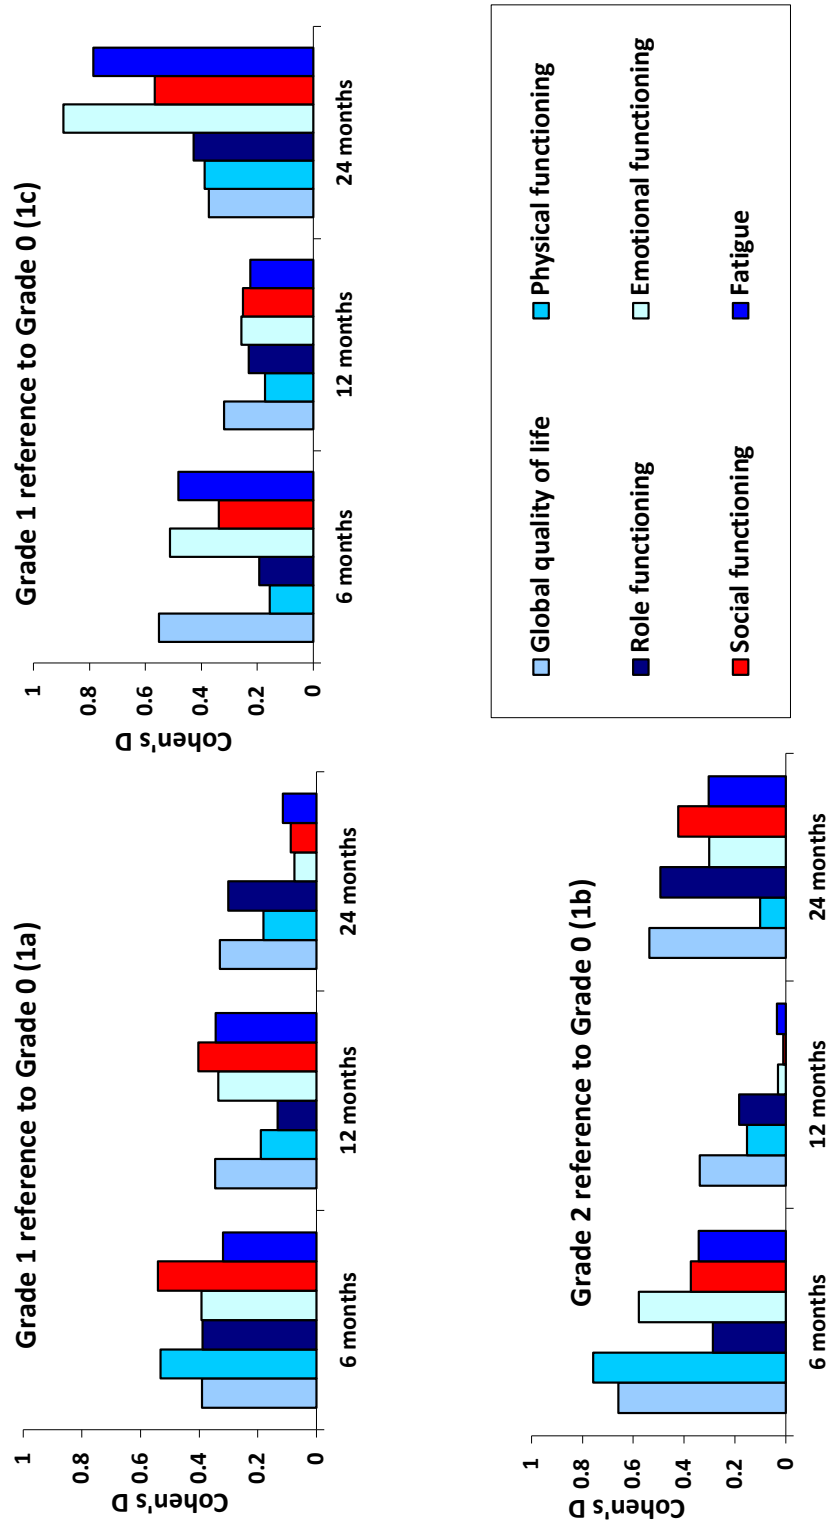 Grade 1 reference to Grade 0 (1a)
1
0.8
0.6
0.4
0.2
0
Cohen's D
6 months
12 months
24 months
Grade 1 reference to Grade 0 (1c)
1
0.8
0.6
0.4
0.2
0
Cohen's D
6 months
12 months
24 months
Grade 2 reference to Grade 0 (1b)
1
0.8
0.6
0.4
0.2
0
Cohen's D
6 months
12 months
24 months
Global quality of life
Physical functioning
Role functioning
Emotional functioning
Social functioning
Fatigue